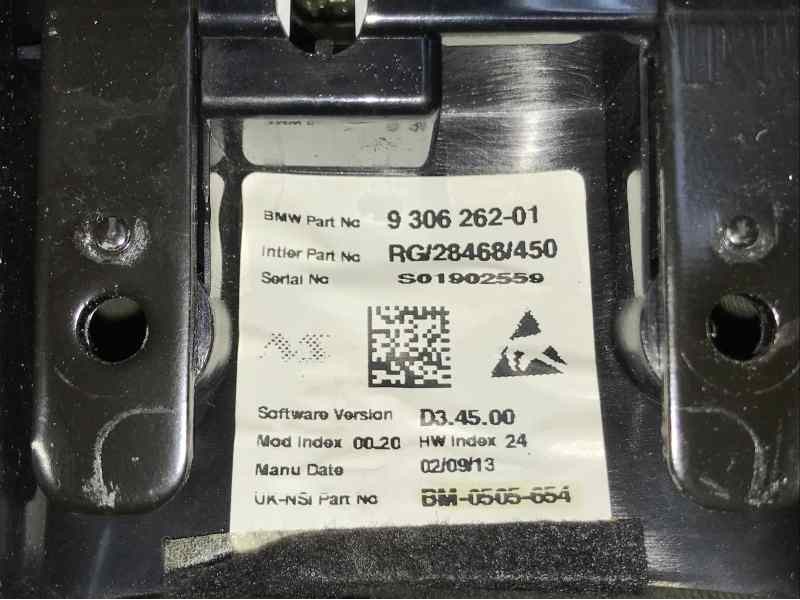 BMW Part No 9 306 262-01
Intier Part No RG/28468/450
Serial No S01902559
Software Version D3.45.00
Mod Index 00.20 HW Index 24
Manu Date 02/09/13
UK-NSI Part No BM-0505-654